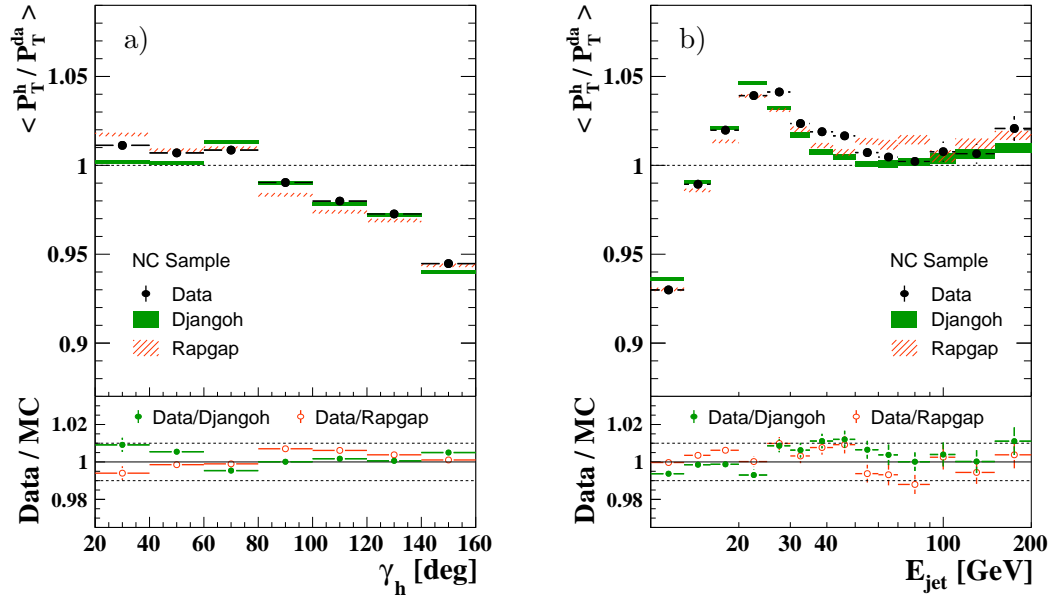 a)
< P_T^h / P_T^da >
1.05
1
0.95
0.9
NC Sample
Data
Djangoh
Rapgap
Data / MC
1.02
1
0.98
Data/Djangoh
Data/Rapgap
20 40 60 80 100 120 140 160
γ_h [deg]
b)
< P_T^h / P_T^da >
1.05
1
0.95
0.9
NC Sample
Data
Djangoh
Rapgap
Data / MC
1.02
1
0.98
Data/Djangoh
Data/Rapgap
20 30 40 100 200
E_jet [GeV]